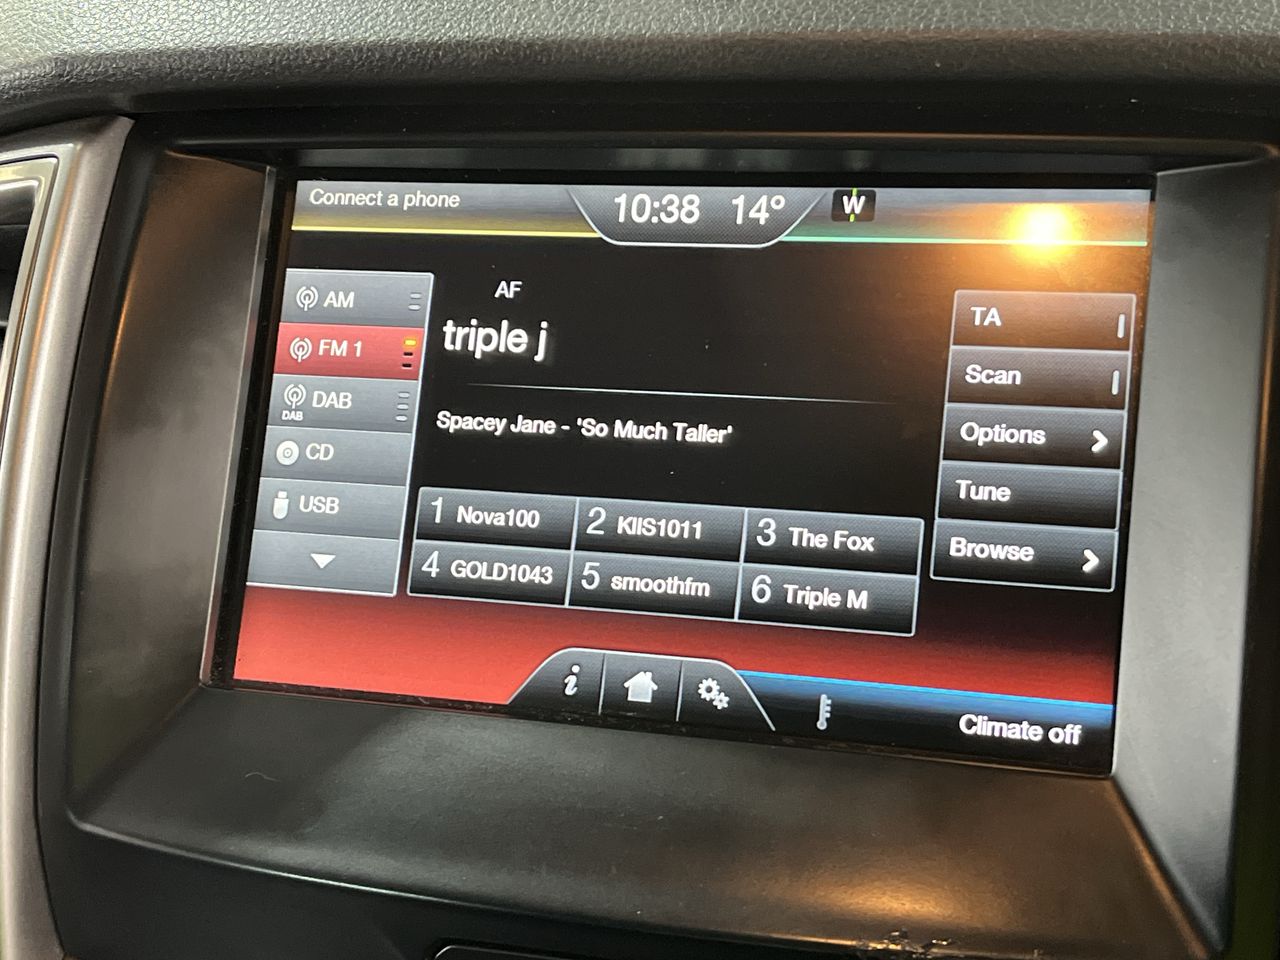 Connect a phone
10:38 14°
W
AM
FM 1
DAB
DAB
CD
USB
AF
triple j
Spacey Jane - 'So Much Taller'
1 Nova100
2 KIIS1011
3 The Fox
4 GOLD1043
5 smoothfm
6 Triple M
TA
Scan
Options
Tune
Browse
i
Climate off